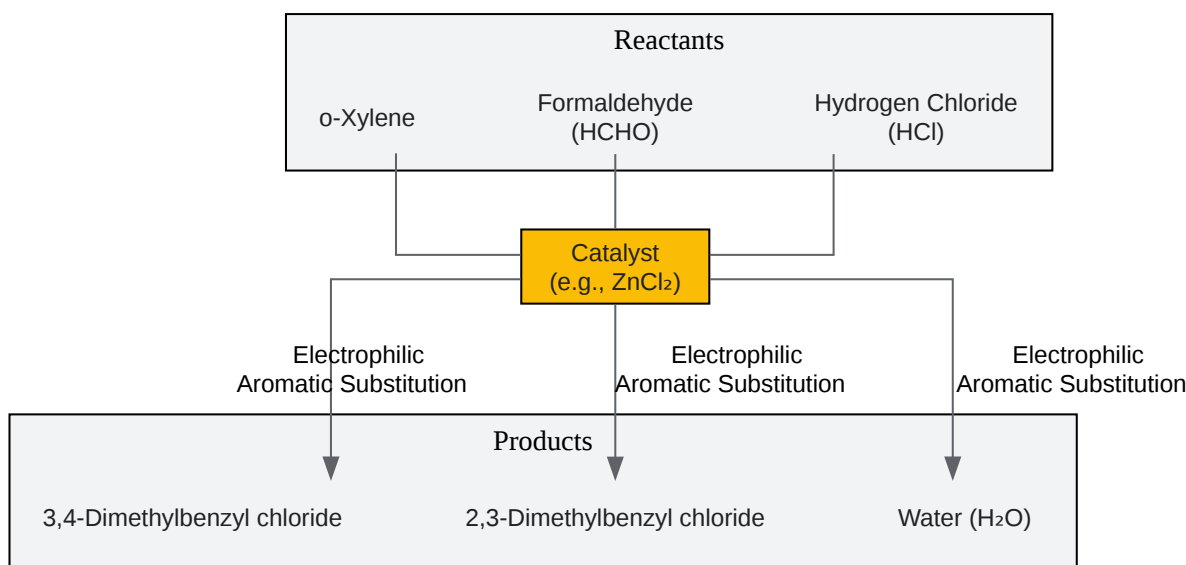 Reactants
o-Xylene
Formaldehyde
(HCHO)
Hydrogen Chloride
(HCl)
Catalyst
(e.g., ZnCl₂)
Electrophilic
Aromatic Substitution
Electrophilic
Aromatic Substitution
Electrophilic
Aromatic Substitution
Products
3,4-Dimethylbenzyl chloride
2,3-Dimethylbenzyl chloride
Water (H₂O)